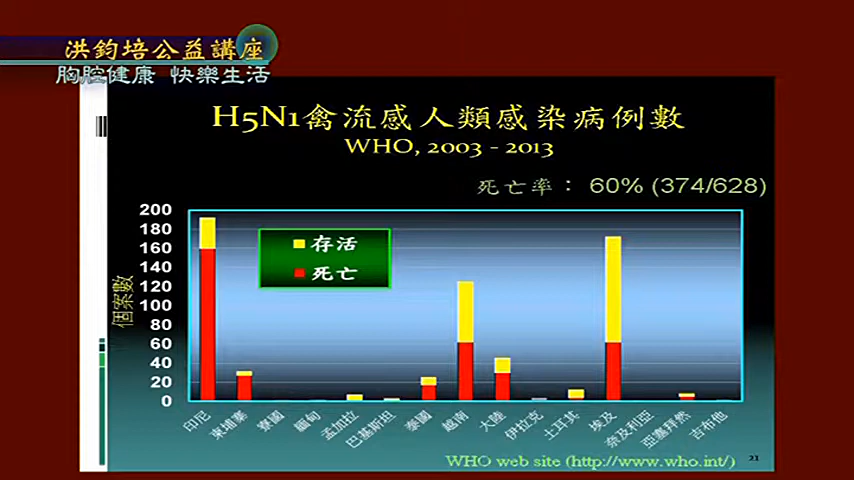 洪鈞培公益講座
胸腔健康 快樂生活
H5N1禽流感人類感染病例數
WHO, 2003 - 2013
死亡率： 60% (374/628)
個案數
200
180
160
140
120
100
80
60
40
20
0
存活
死亡
印尼
柬埔寨
寮國
緬甸
孟加拉
巴基斯坦
泰國
越南
大陸
伊拉克
土耳其
埃及
奈及利亞
亞塞拜然
吉布他
WHO web site (http://www.who.int/)
21